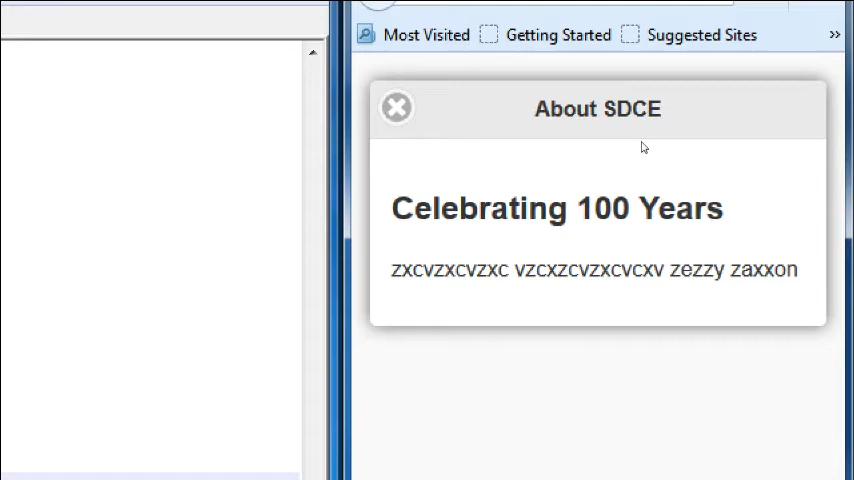 Most Visited Getting Started Suggested Sites »
About SDCE
Celebrating 100 Years
zxcvzxcvzxc vzcxzcvzxcvcxv zezzy zaxxon